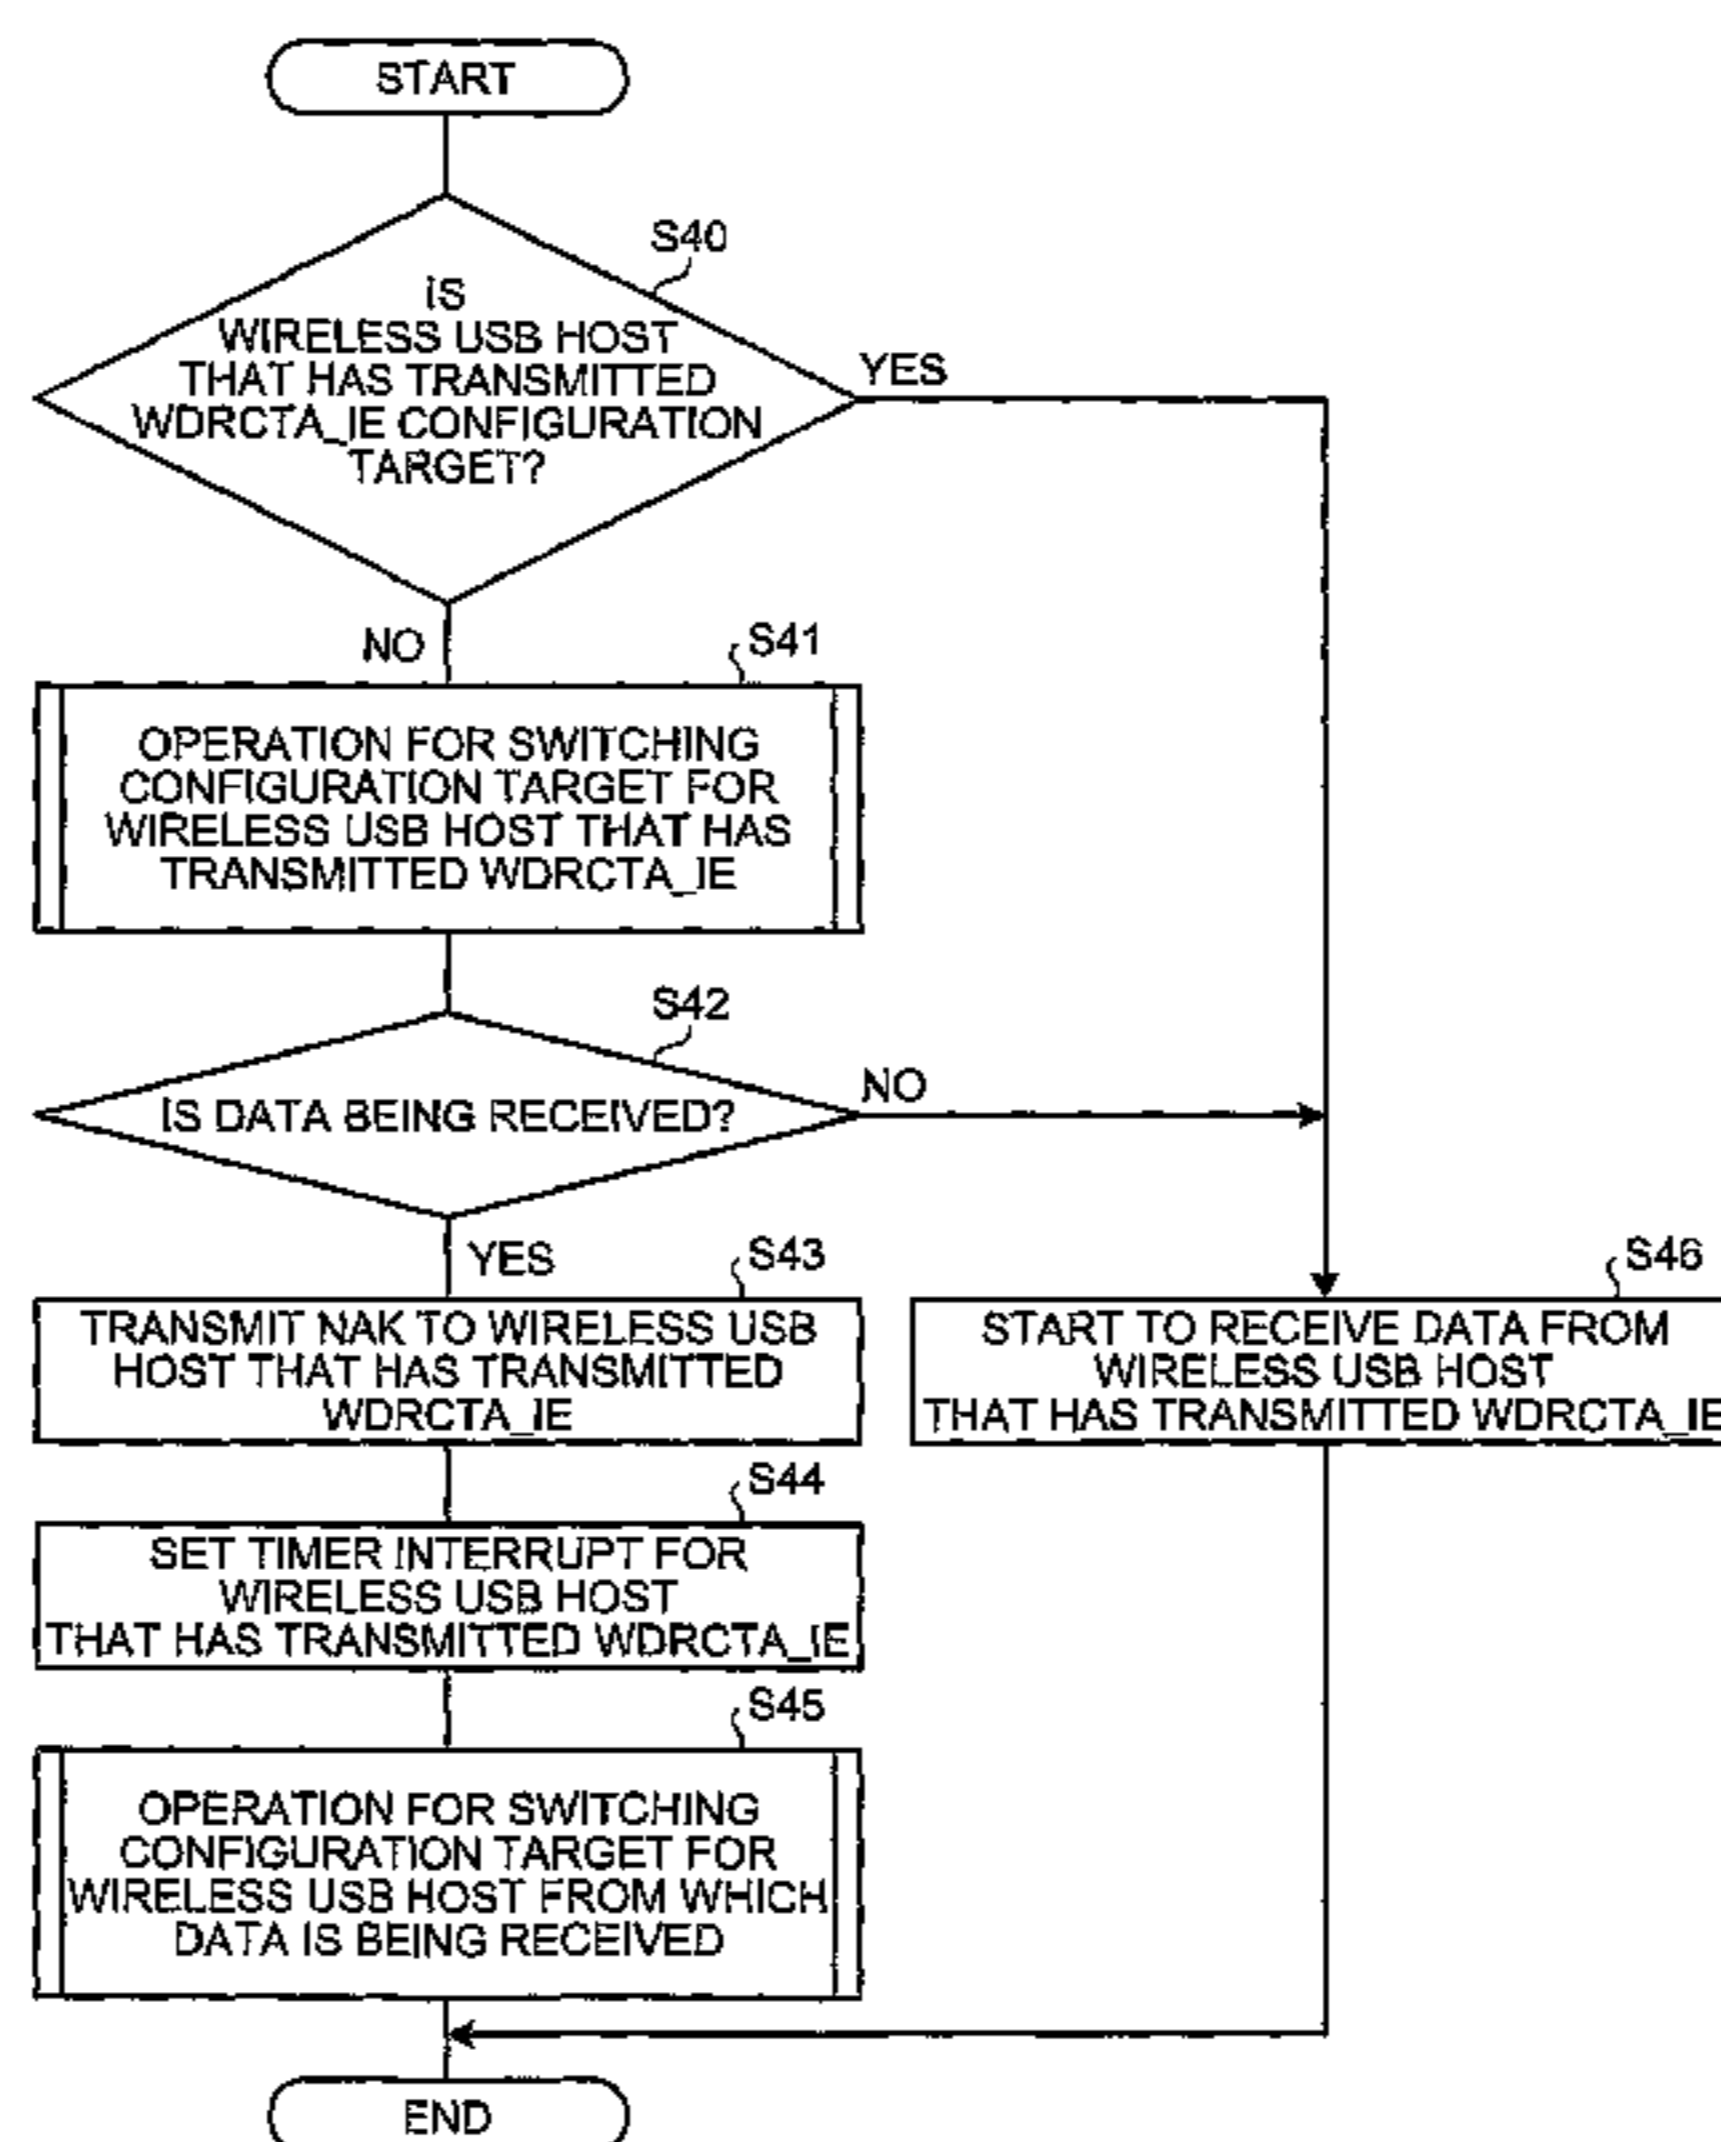 START
S40
IS
WIRELESS USB HOST
THAT HAS TRANSMITTED
WDRCTA_IE CONFIGURATION
TARGET?
YES
NO
S41
OPERATION FOR SWITCHING
CONFIGURATION TARGET FOR
WIRELESS USB HOST THAT HAS
TRANSMITTED WDRCTA_IE
S42
IS DATA BEING RECEIVED?
NO
YES
S43
TRANSMIT NAK TO WIRELESS USB
HOST THAT HAS TRANSMITTED
WDRCTA_IE
S46
START TO RECEIVE DATA FROM
WIRELESS USB HOST
THAT HAS TRANSMITTED WDRCTA_IE
S44
SET TIMER INTERRUPT FOR
WIRELESS USB HOST
THAT HAS TRANSMITTED WDRCTA_IE
S45
OPERATION FOR SWITCHING
CONFIGURATION TARGET FOR
WIRELESS USB HOST FROM WHICH
DATA IS BEING RECEIVED
END